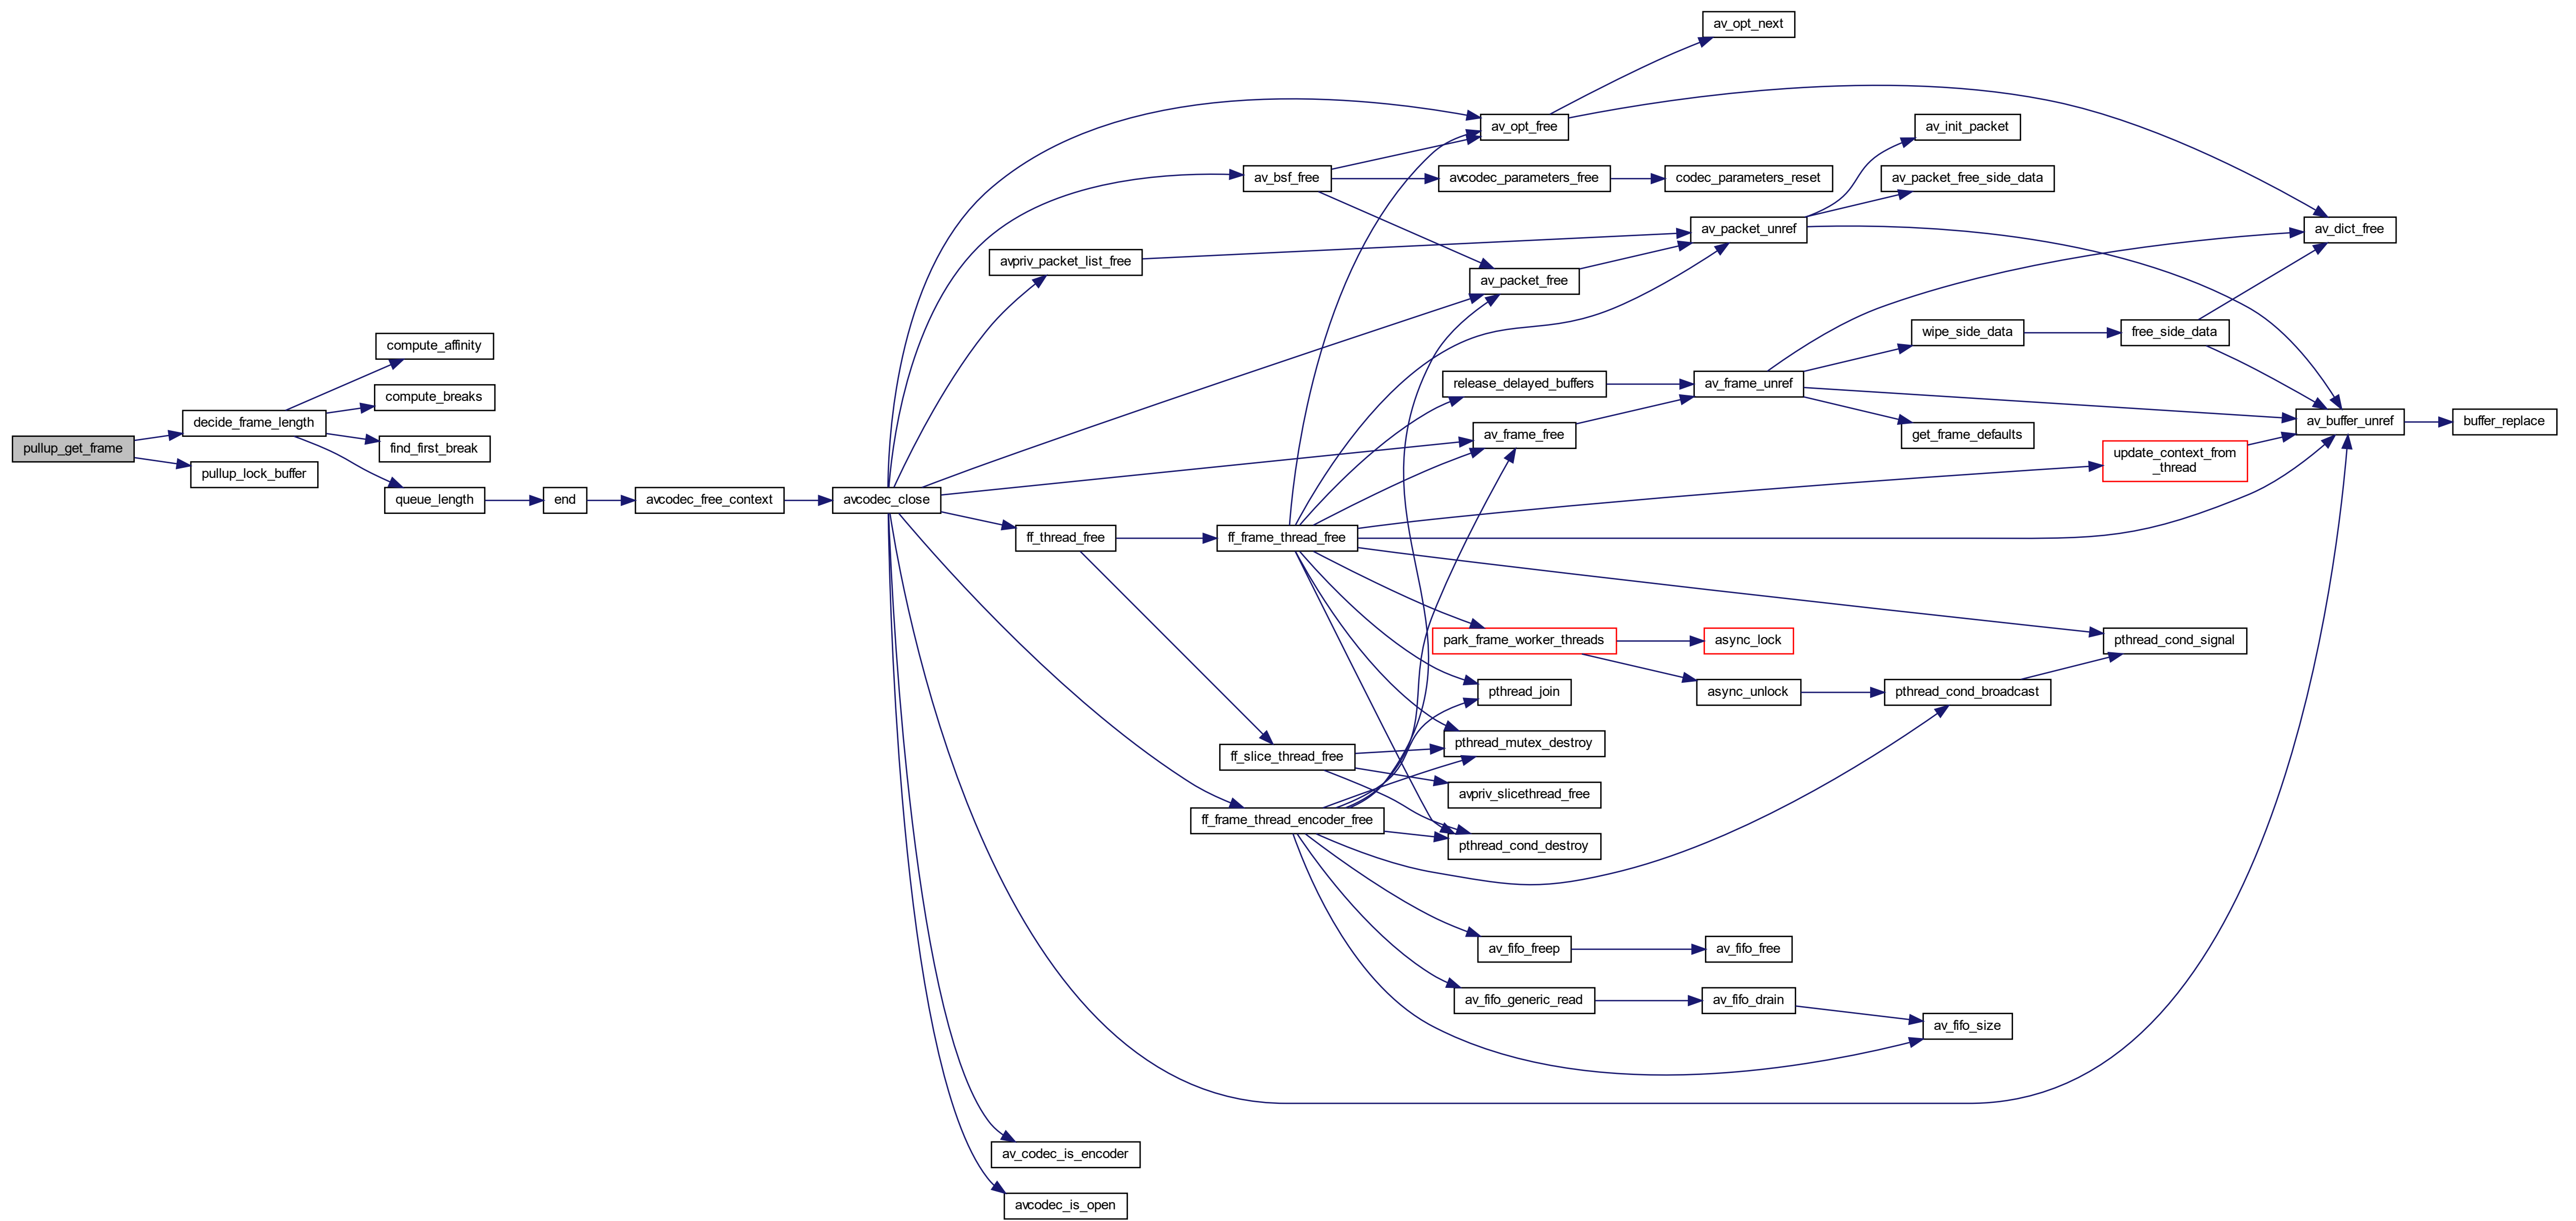 av_opt_next
av_opt_free
av_init_packet
av_bsf_free
avcodec_parameters_free
codec_parameters_reset
av_packet_free_side_data
av_packet_unref
av_dict_free
avpriv_packet_list_free
av_packet_free
compute_affinity
wipe_side_data
free_side_data
compute_breaks
release_delayed_buffers
av_frame_unref
decide_frame_length
av_buffer_unref
buffer_replace
pullup_get_frame
find_first_break
av_frame_free
get_frame_defaults
update_context_from
_thread
pullup_lock_buffer
queue_length
end
avcodec_free_context
avcodec_close
ff_thread_free
ff_frame_thread_free
park_frame_worker_threads
async_lock
pthread_cond_signal
pthread_join
async_unlock
pthread_cond_broadcast
pthread_mutex_destroy
ff_slice_thread_free
avpriv_slicethread_free
ff_frame_thread_encoder_free
pthread_cond_destroy
av_fifo_freep
av_fifo_free
av_fifo_generic_read
av_fifo_drain
av_fifo_size
av_codec_is_encoder
avcodec_is_open